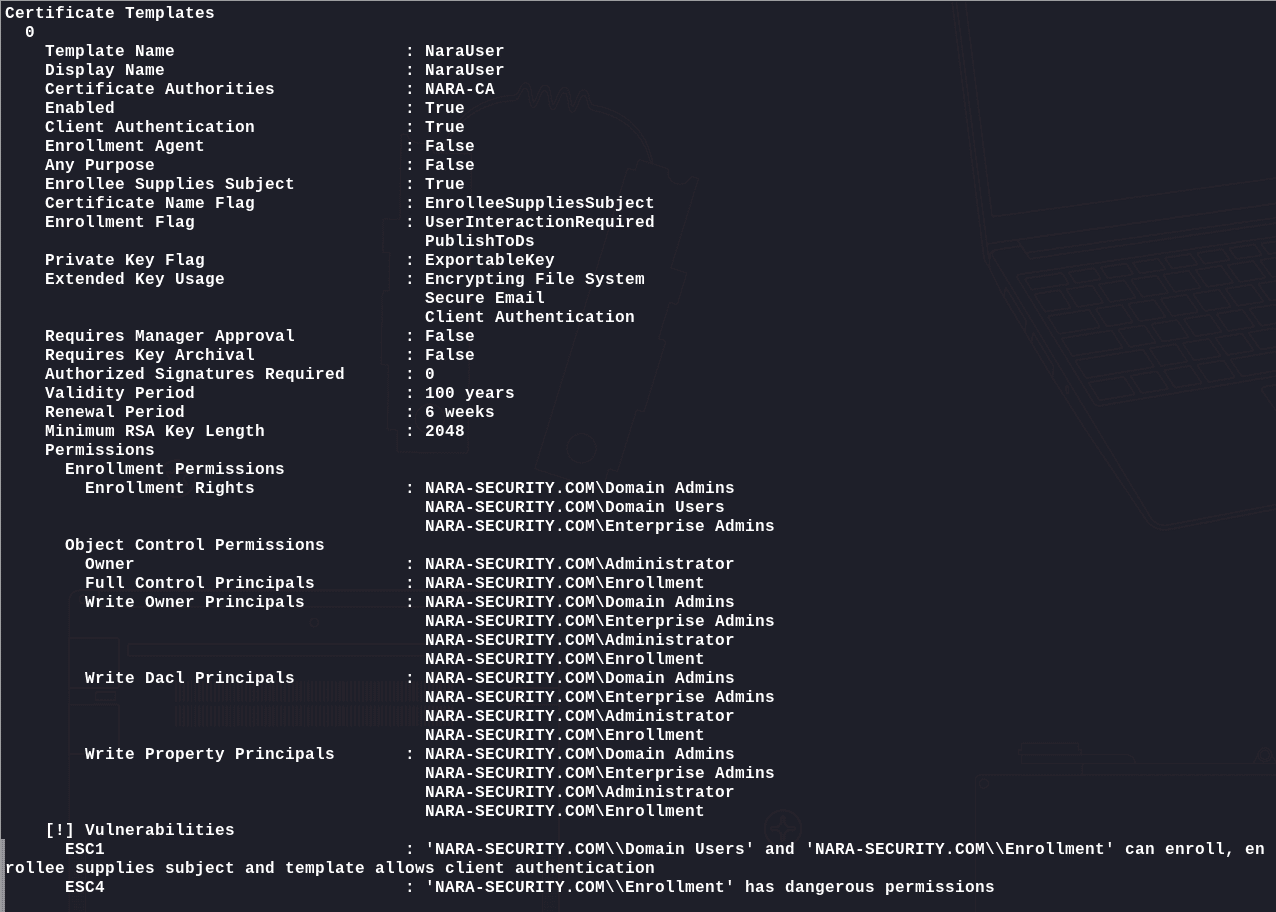 Certificate Templates
0
Template Name : NaraUser
Display Name : NaraUser
Certificate Authorities : NARA-CA
Enabled : True
Client Authentication : True
Enrollment Agent : False
Any Purpose : False
Enrollee Supplies Subject : True
Certificate Name Flag : EnrolleeSuppliesSubject
Enrollment Flag : UserInteractionRequired
PublishToDs
Private Key Flag : ExportableKey
Extended Key Usage : Encrypting File System
Secure Email
Client Authentication
Requires Manager Approval : False
Requires Key Archival : False
Authorized Signatures Required : 0
Validity Period : 100 years
Renewal Period : 6 weeks
Minimum RSA Key Length : 2048
Permissions
Enrollment Permissions
Enrollment Rights : NARA-SECURITY.COM\Domain Admins
NARA-SECURITY.COM\Domain Users
NARA-SECURITY.COM\Enterprise Admins
Object Control Permissions
Owner : NARA-SECURITY.COM\Administrator
Full Control Principals : NARA-SECURITY.COM\Enrollment
Write Owner Principals : NARA-SECURITY.COM\Domain Admins
NARA-SECURITY.COM\Enterprise Admins
NARA-SECURITY.COM\Administrator
NARA-SECURITY.COM\Enrollment
Write Dacl Principals : NARA-SECURITY.COM\Domain Admins
NARA-SECURITY.COM\Enterprise Admins
NARA-SECURITY.COM\Administrator
NARA-SECURITY.COM\Enrollment
Write Property Principals : NARA-SECURITY.COM\Domain Admins
NARA-SECURITY.COM\Enterprise Admins
NARA-SECURITY.COM\Administrator
NARA-SECURITY.COM\Enrollment
[!] Vulnerabilities
ESC1 : 'NARA-SECURITY.COM\\Domain Users' and 'NARA-SECURITY.COM\\Enrollment' can enroll, en
rollee supplies subject and template allows client authentication
ESC4 : 'NARA-SECURITY.COM\\Enrollment' has dangerous permissions